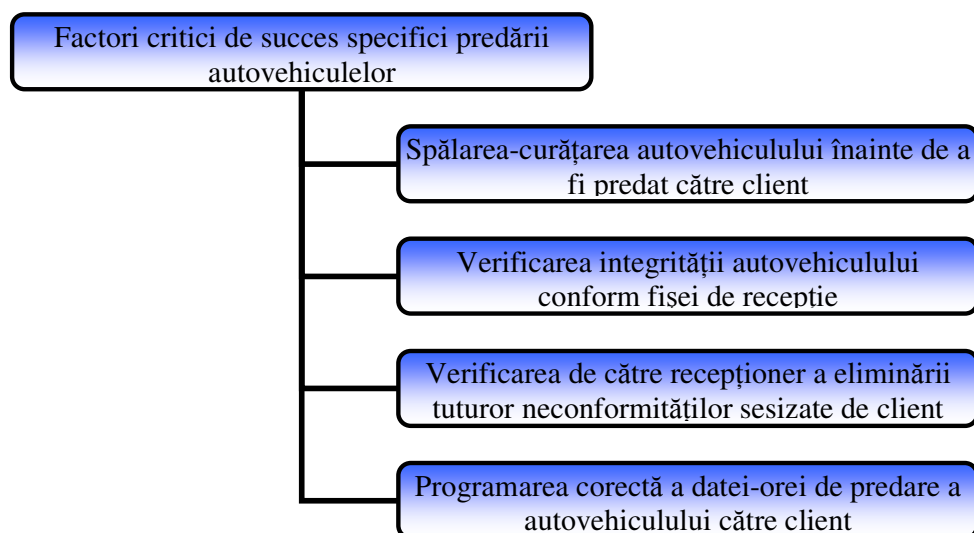 Factori critici de succes specifici predării
autovehiculelor
Spălarea-curățarea autovehiculului înainte de a
fi predat către client
Verificarea integrității autovehiculului
conform fișei de recepție
Verificarea de către recepționer a eliminării
tuturor neconformităților sesizate de client
Programarea corectă a datei-orei de predare a
autovehiculului către client